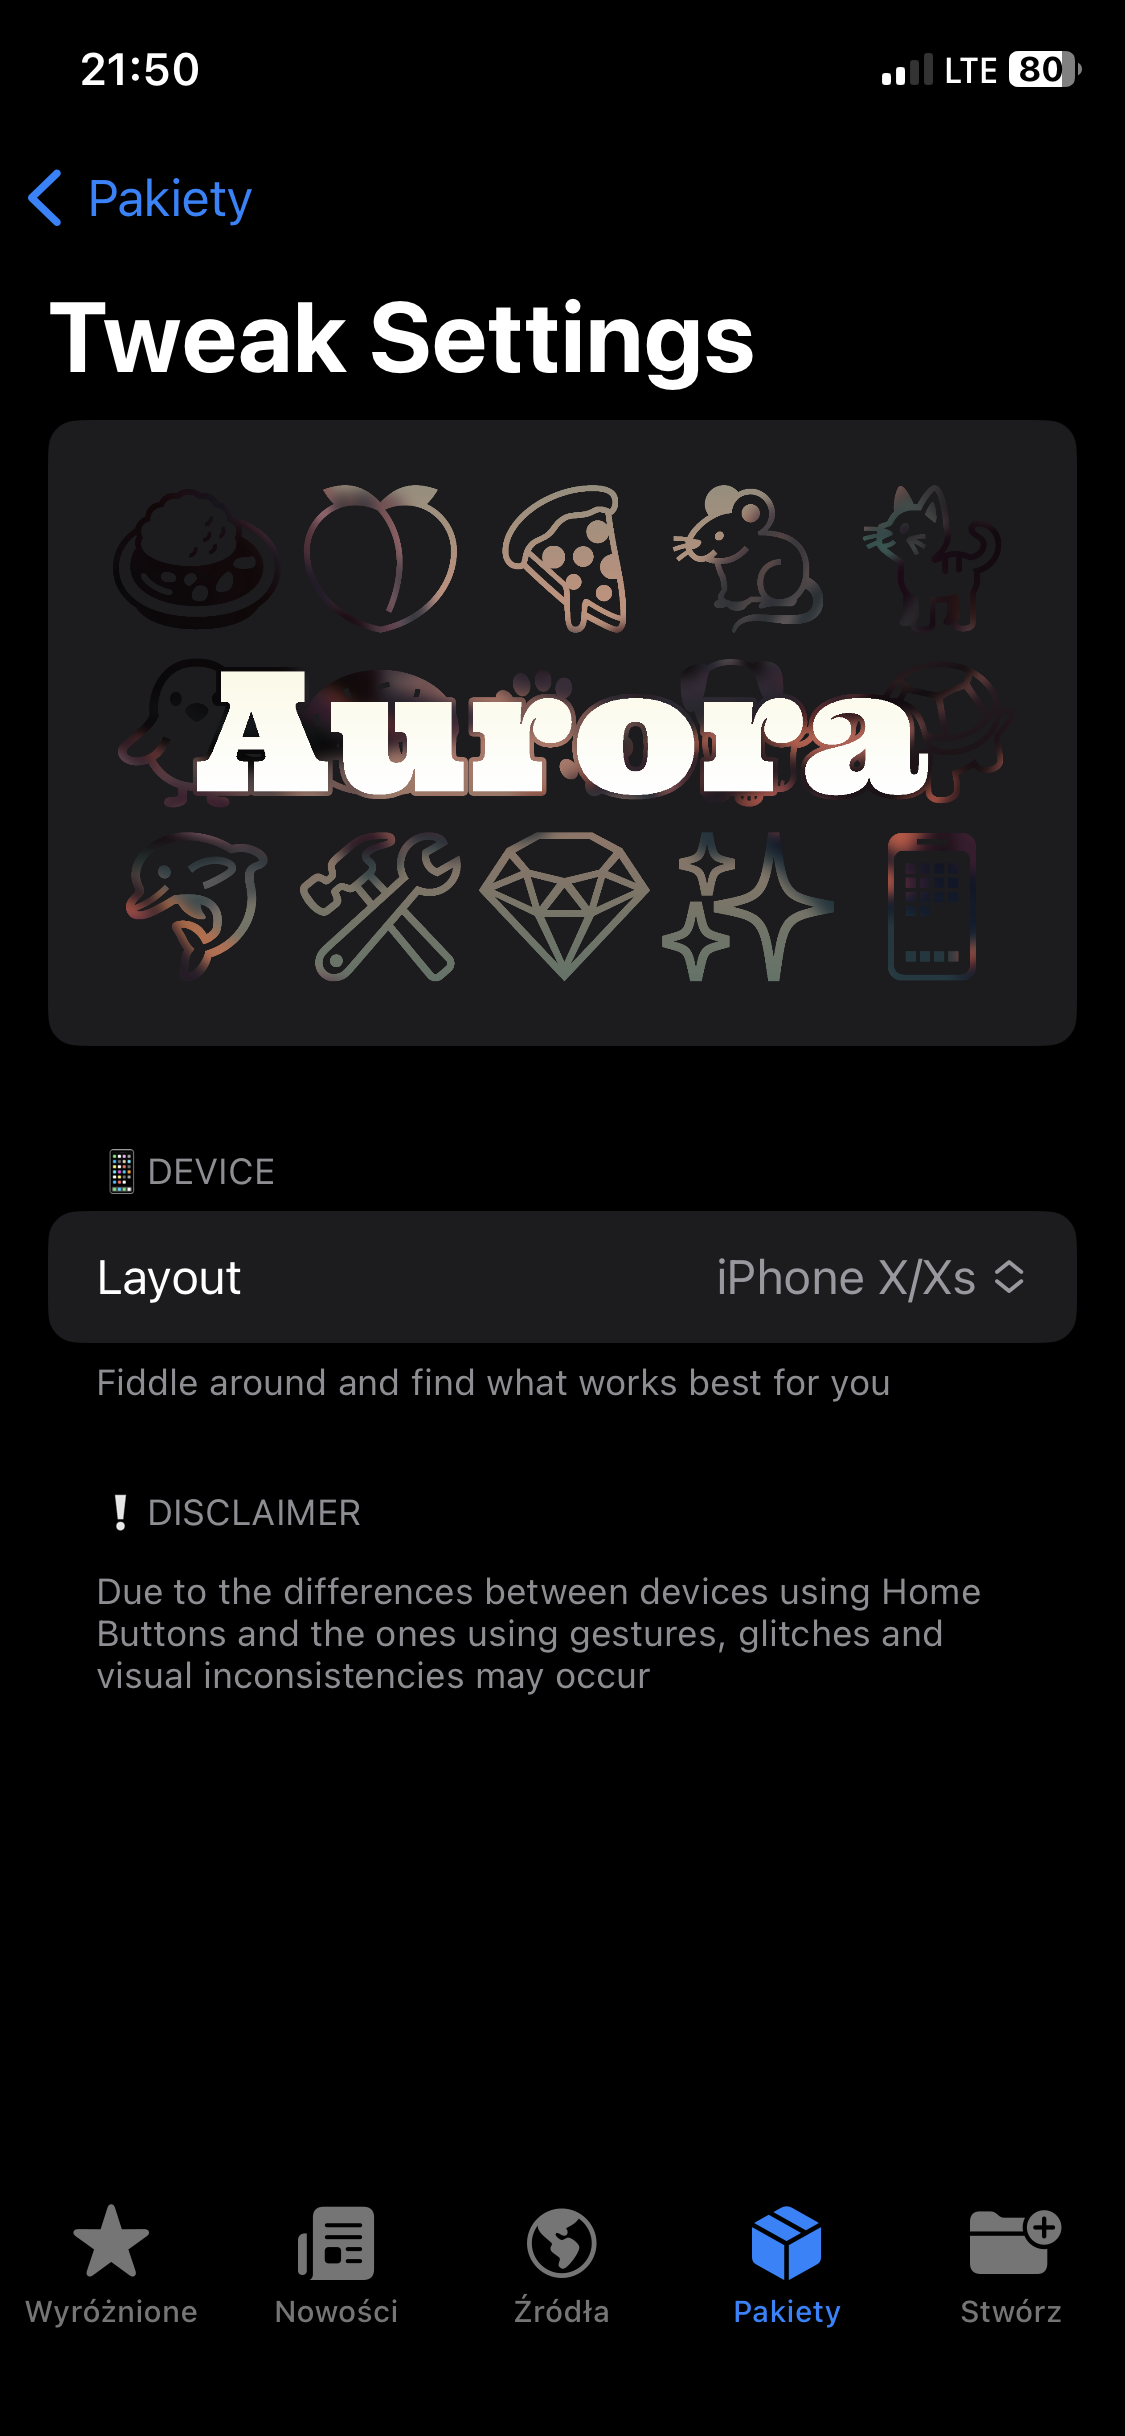 21:50
LTE 80
Pakiety
Tweak Settings
Aurora
DEVICE
Layout
iPhone X/Xs
Fiddle around and find what works best for you
DISCLAIMER
Due to the differences between devices using Home
Buttons and the ones using gestures, glitches and
visual inconsistencies may occur
Wyróżnione
Nowości
Źródła
Pakiety
Stwórz